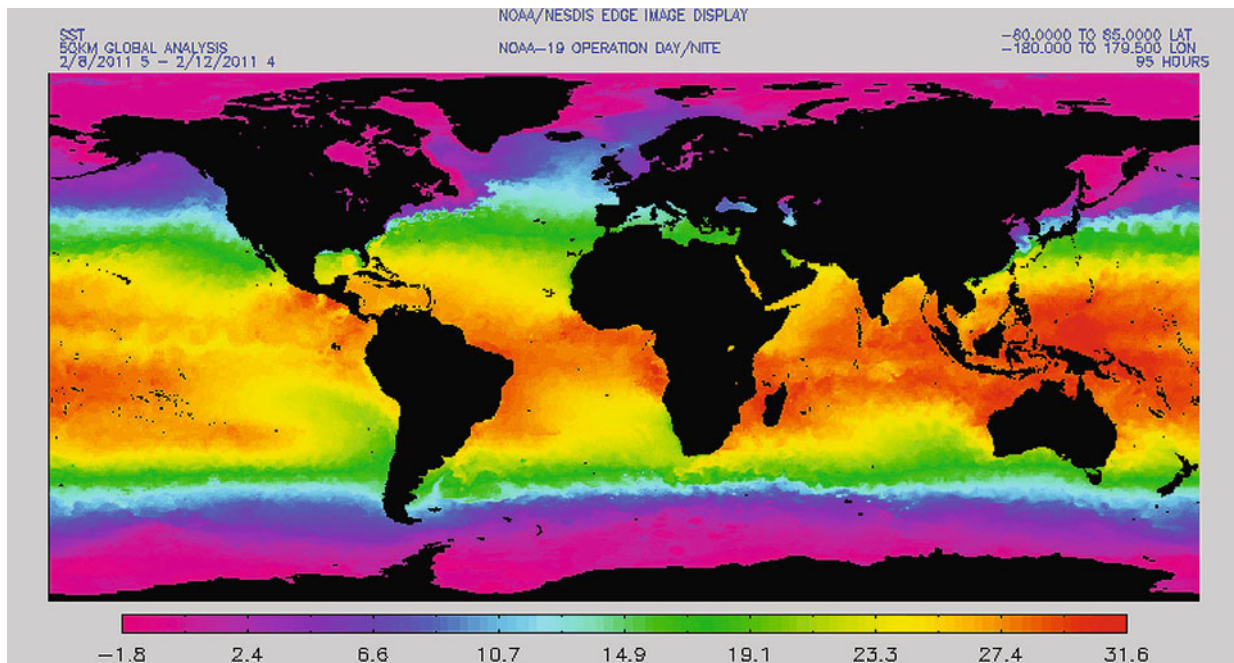 NOAA/NESDIS EDGE IMAGE DISPLAY
SST
50KM GLOBAL ANALYSIS
2/8/2011 5 - 2/12/2011 4
NOAA-19 OPERATION DAY/NITE
-80.0000 TO 85.0000 LAT
-180.000 TO 179.500 LON
95 HOURS
-1.8 2.4 6.6 10.7 14.9 19.1 23.3 27.4 31.6